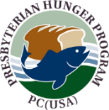 PRESBYTERIAN HUNGER PROGRAM
PC(USA)